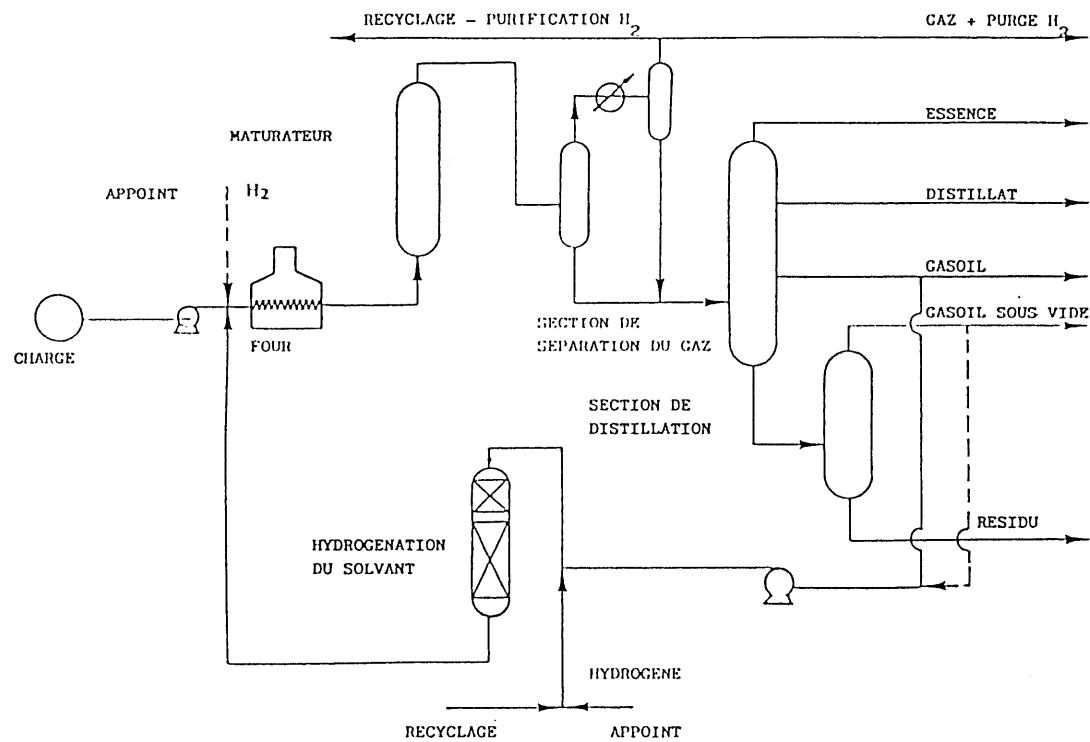 RECYCLAGE - PURIFICATION H2
GAZ + PURGE H2
ESSENCE
MATURATEUR
APPOINT
H2
DISTILLAT
GASOIL
GASOIL SOUS VIDE
SECTION DE
SEPARATION DU GAZ
FOUR
CHARGE
SECTION DE
DISTILLATION
RESIDU
HYDROGENATION
DU SOLVANT
HYDROGENE
RECYCLAGE
APPOINT